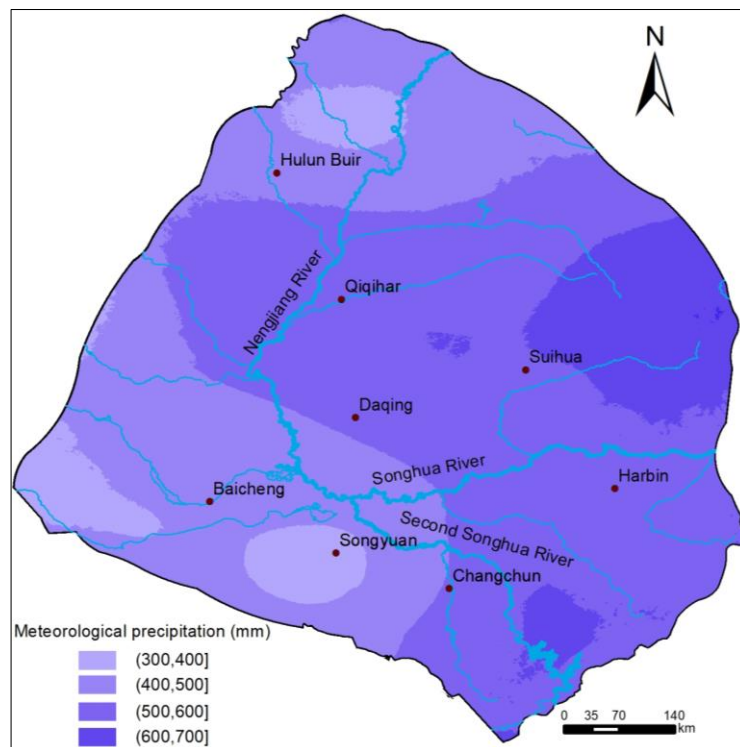 N
Hulun Buir
Nengjiang River
Qiqihar
Suihua
Daqing
Songhua River
Baicheng
Harbin
Second Songhua River
Songyuan
Changchun
Meteorological precipitation (mm)
(300,400]
(400,500]
(500,600]
(600,700]
0 35 70 140
km